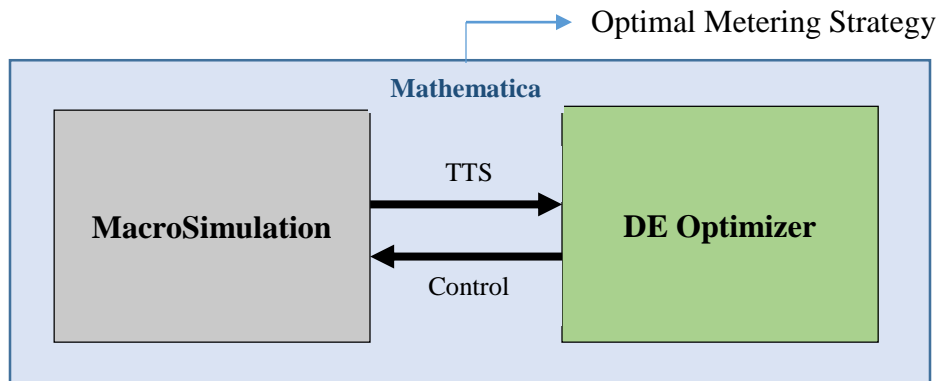 Optimal Metering Strategy
Mathematica
TTS
MacroSimulation
DE Optimizer
Control